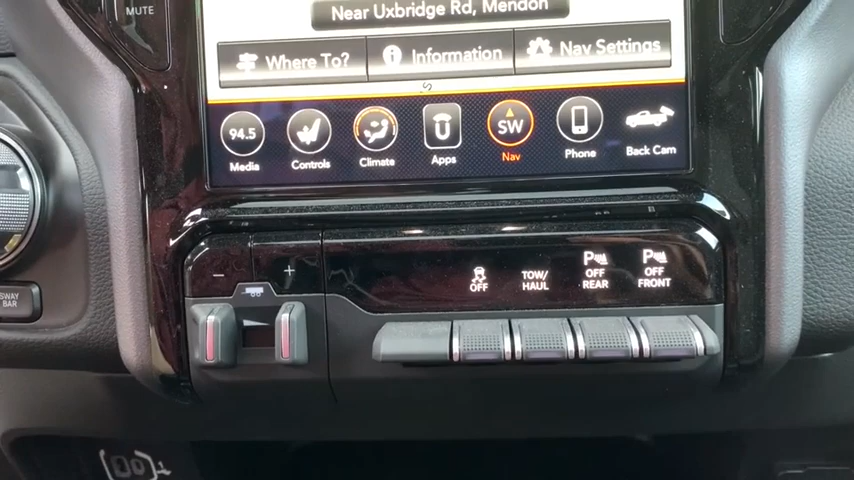 MUTE
Near Uxbridge Rd, Mendon
Where To?
Information
Nav Settings
S
94.5
SW
Media
Controls
Climate
Apps
Nav
Phone
Back Cam
- +
OFF
TOW/
HAUL
P
OFF
REAR
P
OFF
FRONT
SWAY
BAR